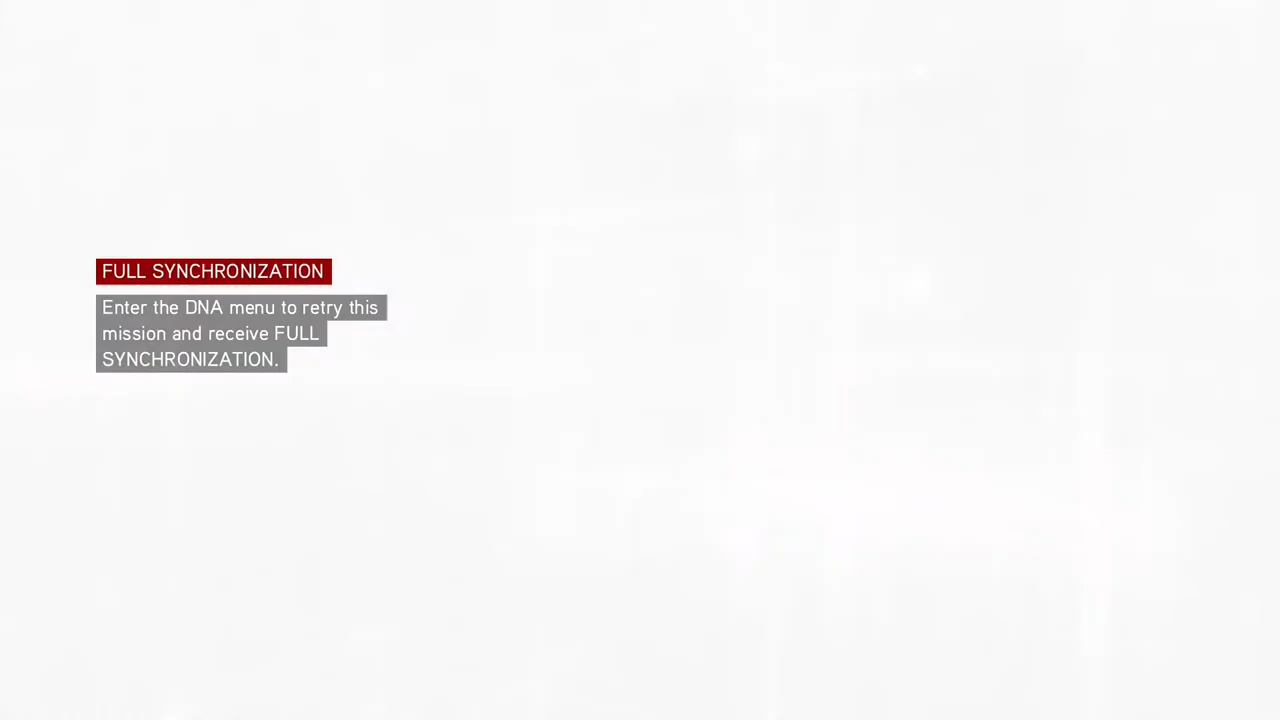 FULL SYNCHRONIZATION
Enter the DNA menu to retry this
mission and receive FULL
SYNCHRONIZATION.